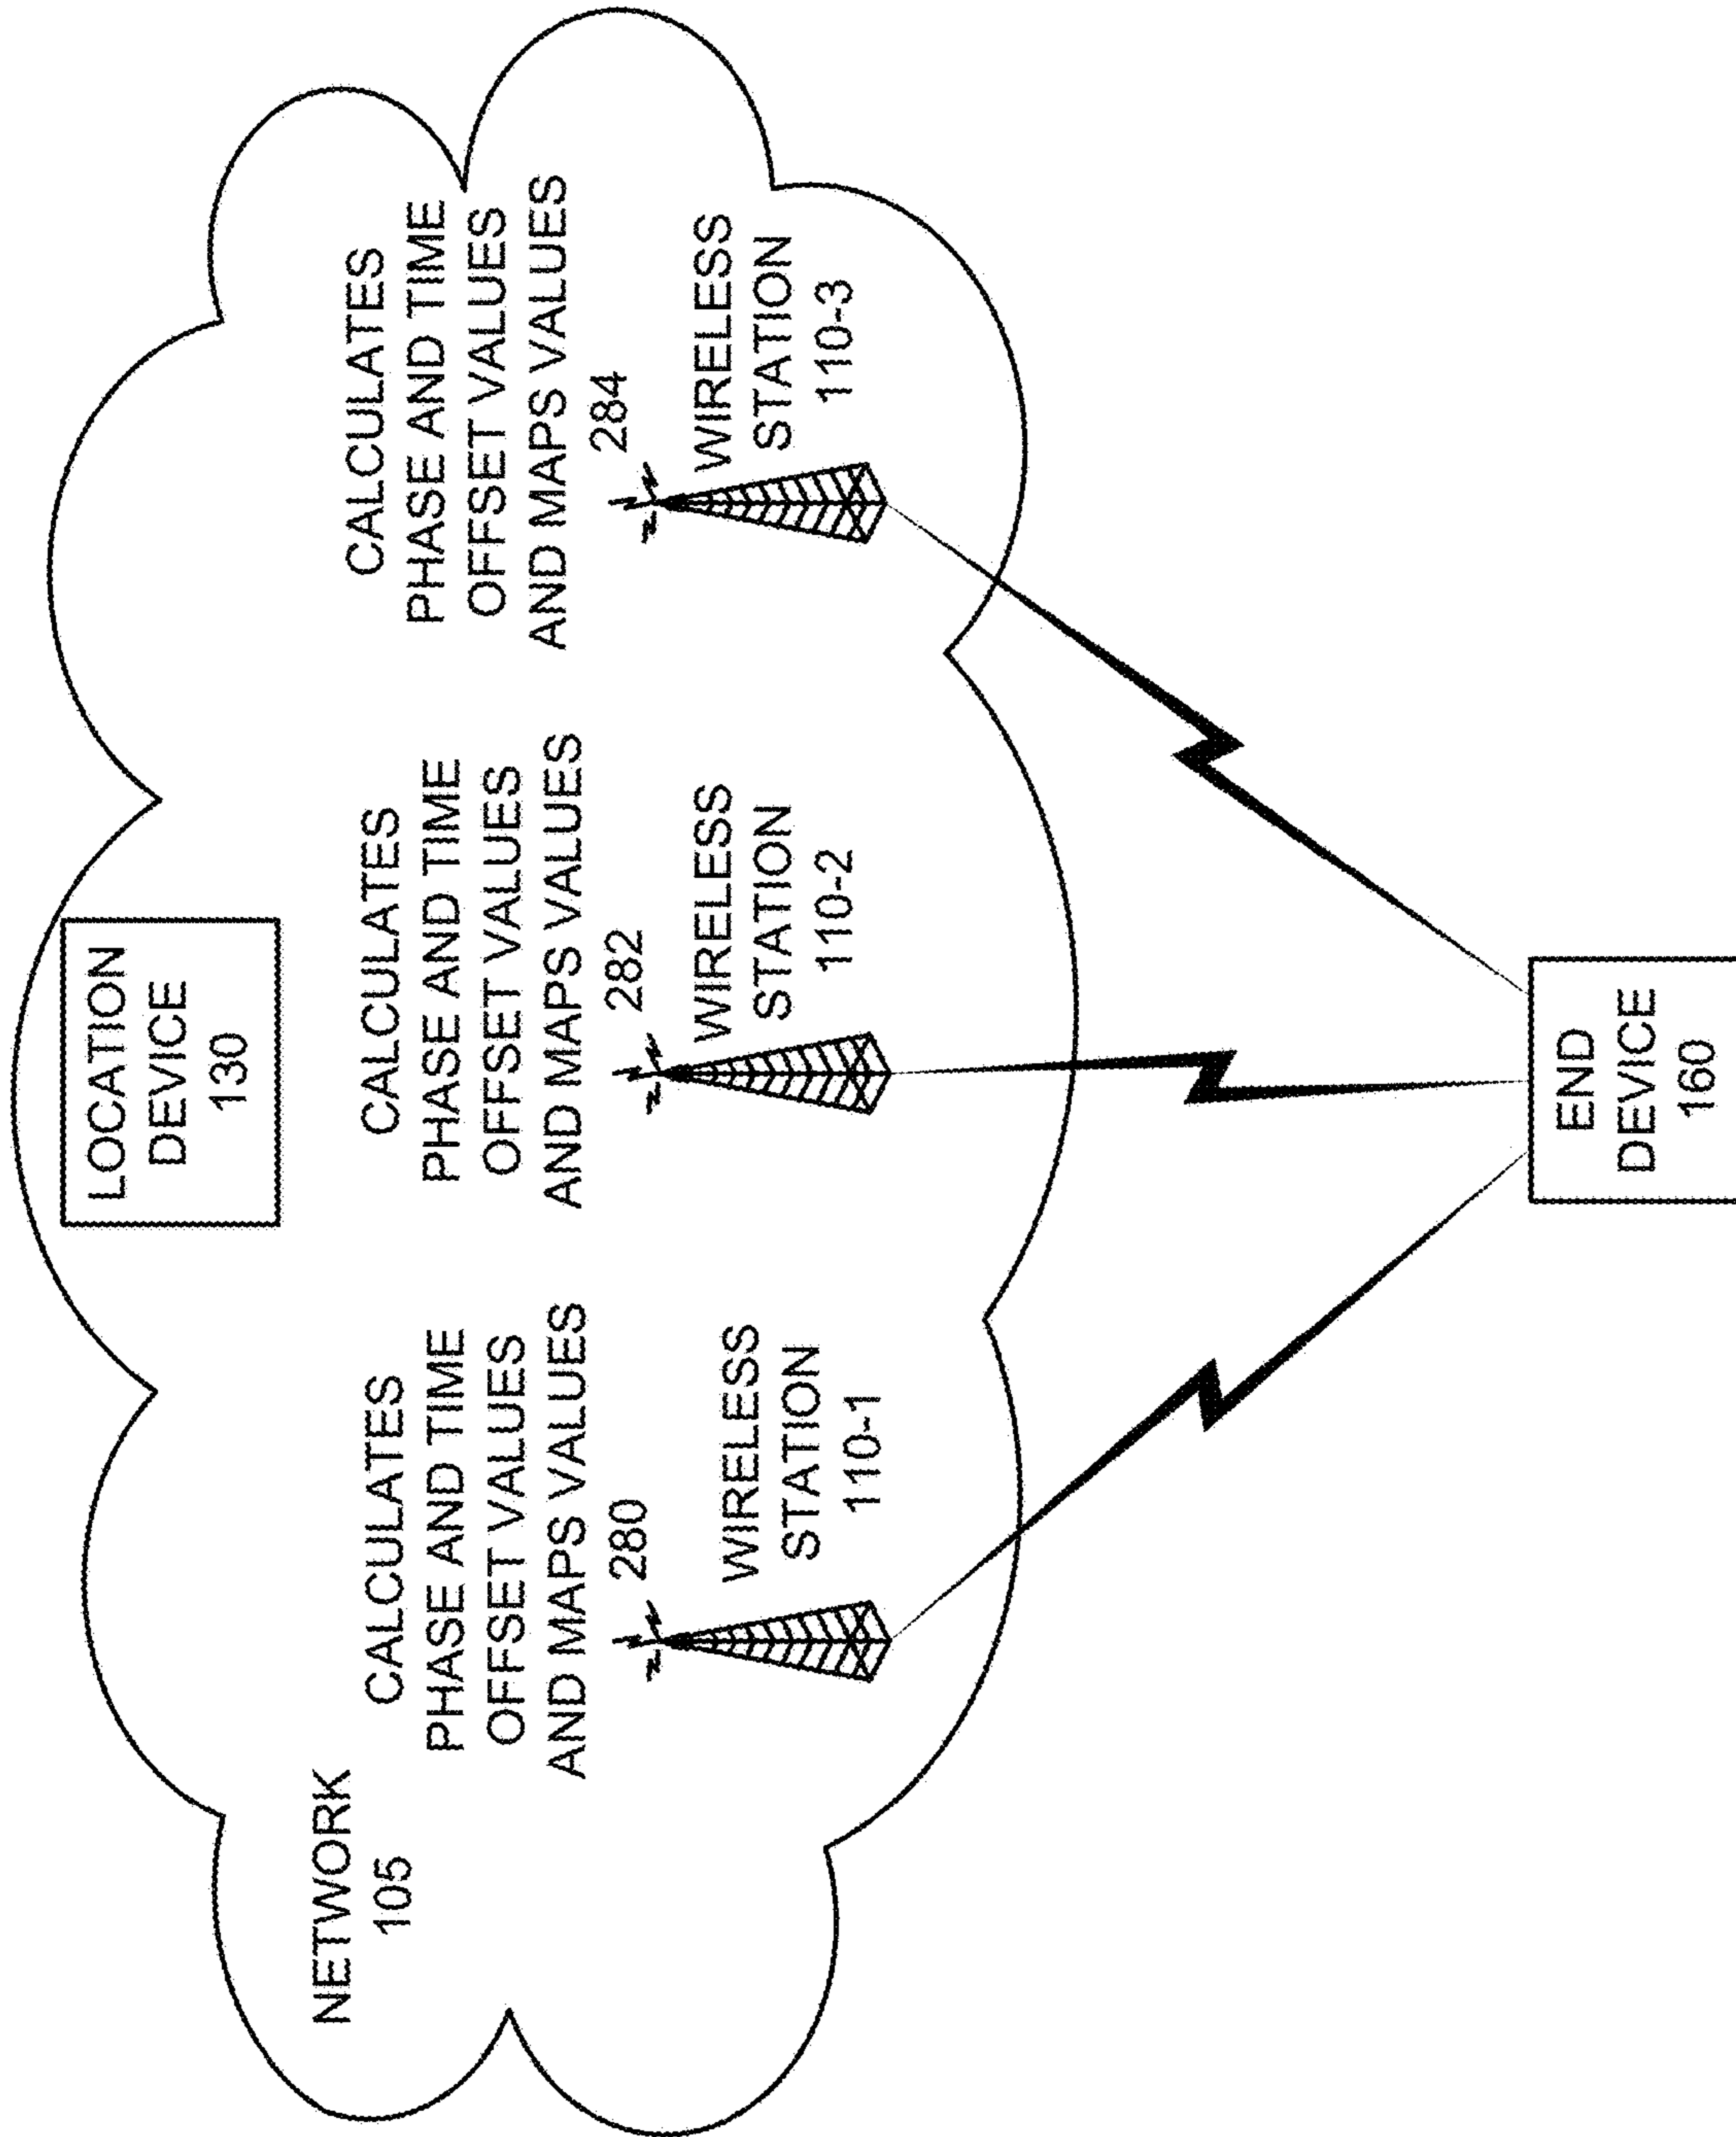 LOCATION
DEVICE
130
NETWORK
105
CALCULATES
PHASE AND TIME
OFFSET VALUES
AND MAPS VALUES
280
WIRELESS
STATION
110-1
CALCULATES
PHASE AND TIME
OFFSET VALUES
AND MAPS VALUES
282
WIRELESS
STATION
110-2
CALCULATES
PHASE AND TIME
OFFSET VALUES
AND MAPS VALUES
284
WIRELESS
STATION
110-3
END
DEVICE
160